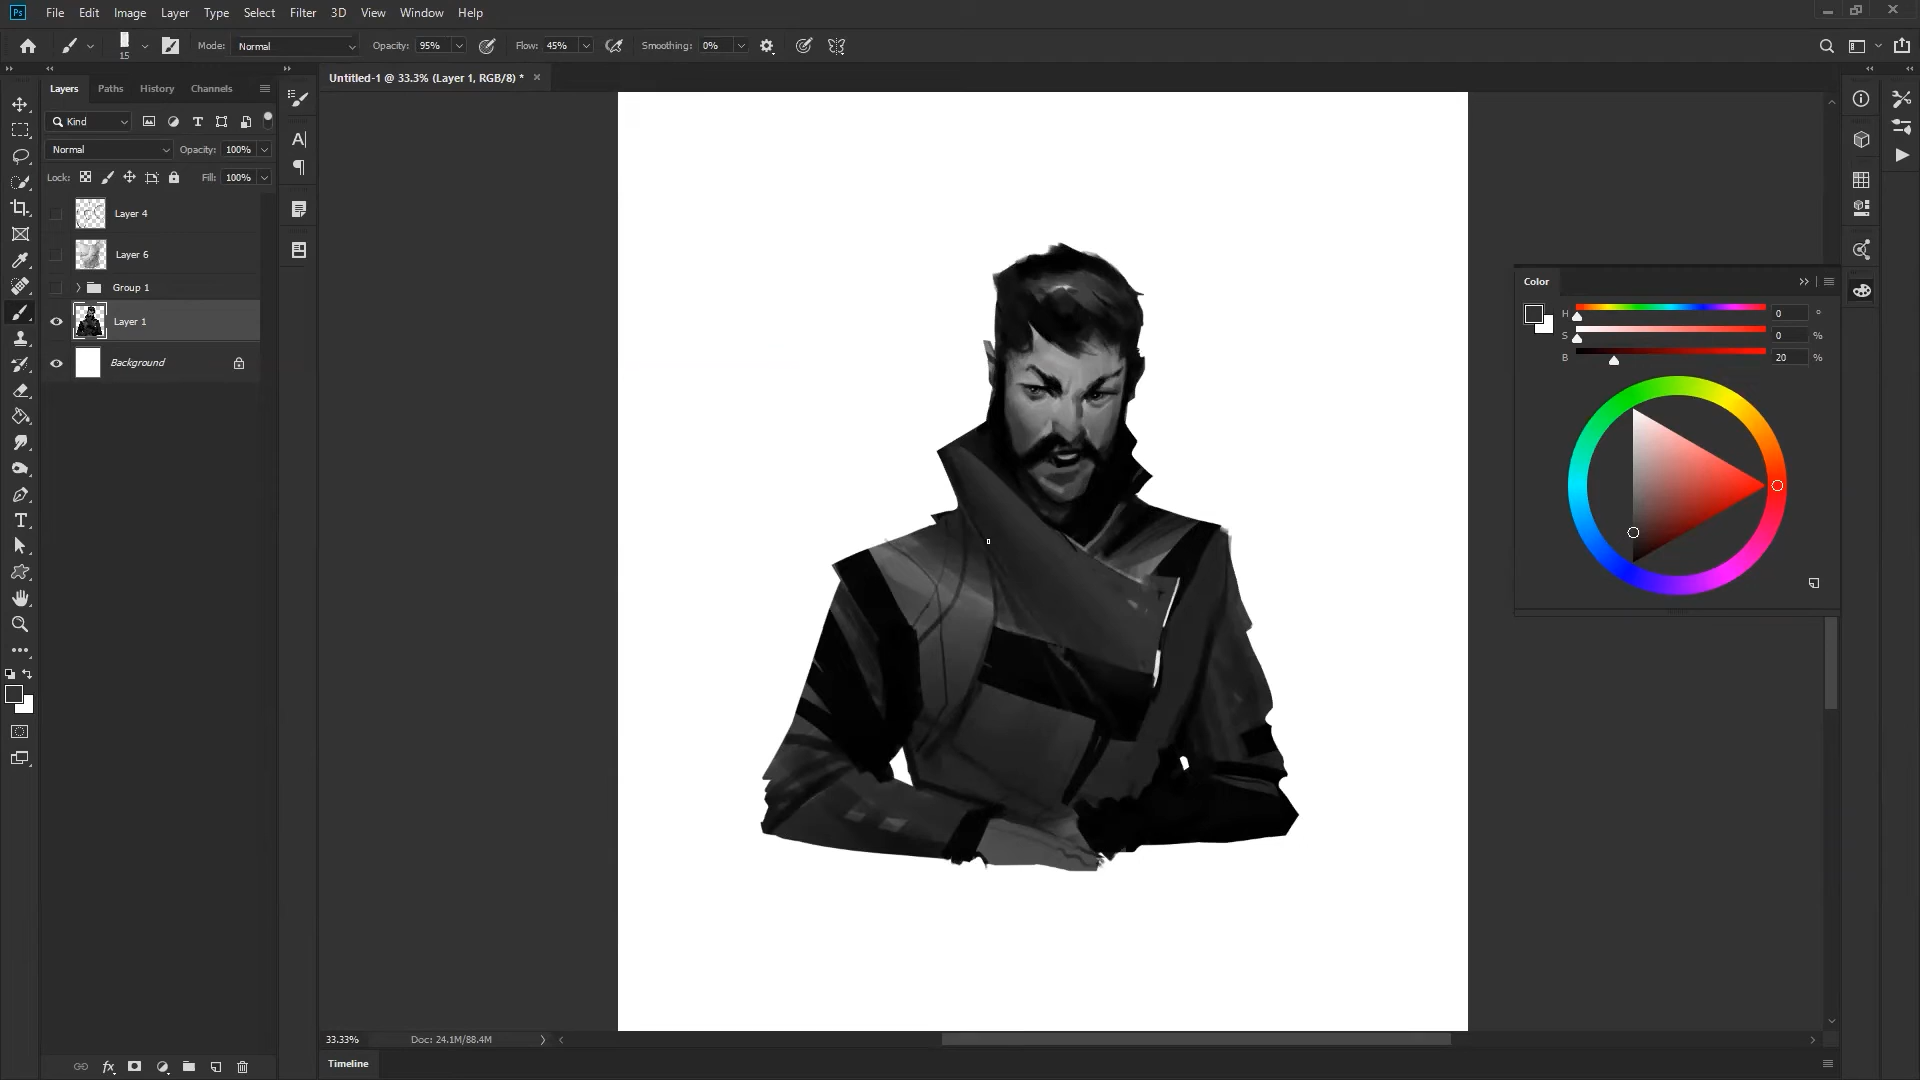 Ps File Edit Image Layer Type Select Filter 3D View Window Help
15 Mode: Normal Opacity: 95% Flow: 45% Smoothing: 0%
Untitled-1 @ 33.3% (Layer 1, RGB/8) *
Layers Paths History Channels
Kind
Normal Opacity: 100%
Lock: Fill: 100%
Layer 4
Layer 6
Group 1
Layer 1
Background
Color
H 0 °
S 0 %
B 20 %
33.33% Doc: 24.1M/88.4M
Timeline